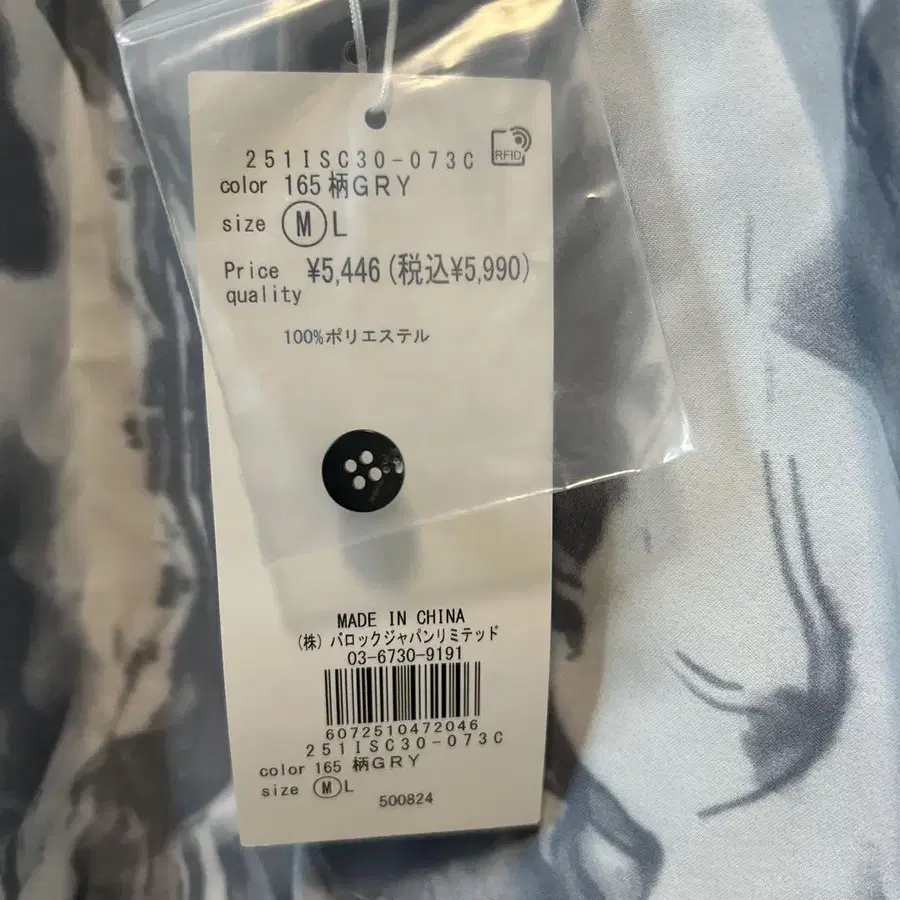 251ISC30-073C RFID
color 165 柄GRY
size M L
Price ¥5,446(税込¥5,990)
quality
100%ポリエステル
MADE IN CHINA
(株) バロックジャパンリミテッド
03-6730-9191
6072510472046
251ISC30-073C
color 165 柄GRY
size M L
500824